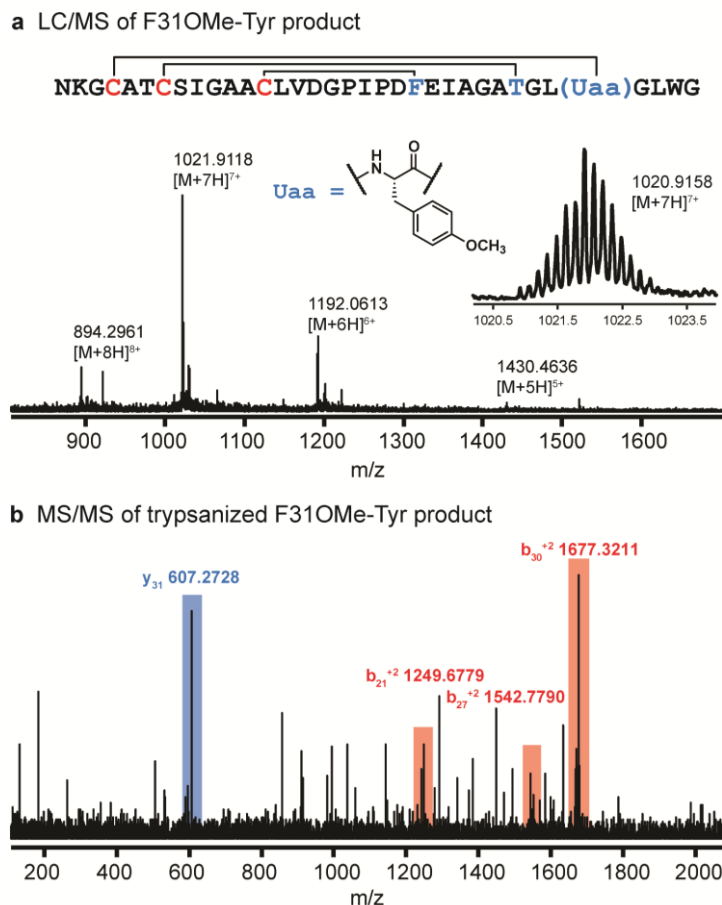 a LC/MS of F31OMe-Tyr product
NKGCATCSIGAACLVDGPIPDFEIAGATGL(Uaa)GLWG
1021.9118
[M+7H]⁷⁺
Uaa =
H
N
O
OCH₃
1020.9158
[M+7H]⁷⁺
1020.5 1021.5 1022.5 1023.5
894.2961
[M+8H]⁸⁺
1192.0613
[M+6H]⁶⁺
1430.4636
[M+5H]⁵⁺
900 1000 1100 1200 1300 1400 1500 1600
m/z
b MS/MS of trypsanized F31OMe-Tyr product
y₃₁ 607.2728
b₃₀⁺² 1677.3211
b₂₁⁺² 1249.6779
b₂₇⁺² 1542.7790
200 400 600 800 1000 1200 1400 1600 1800 2000
m/z